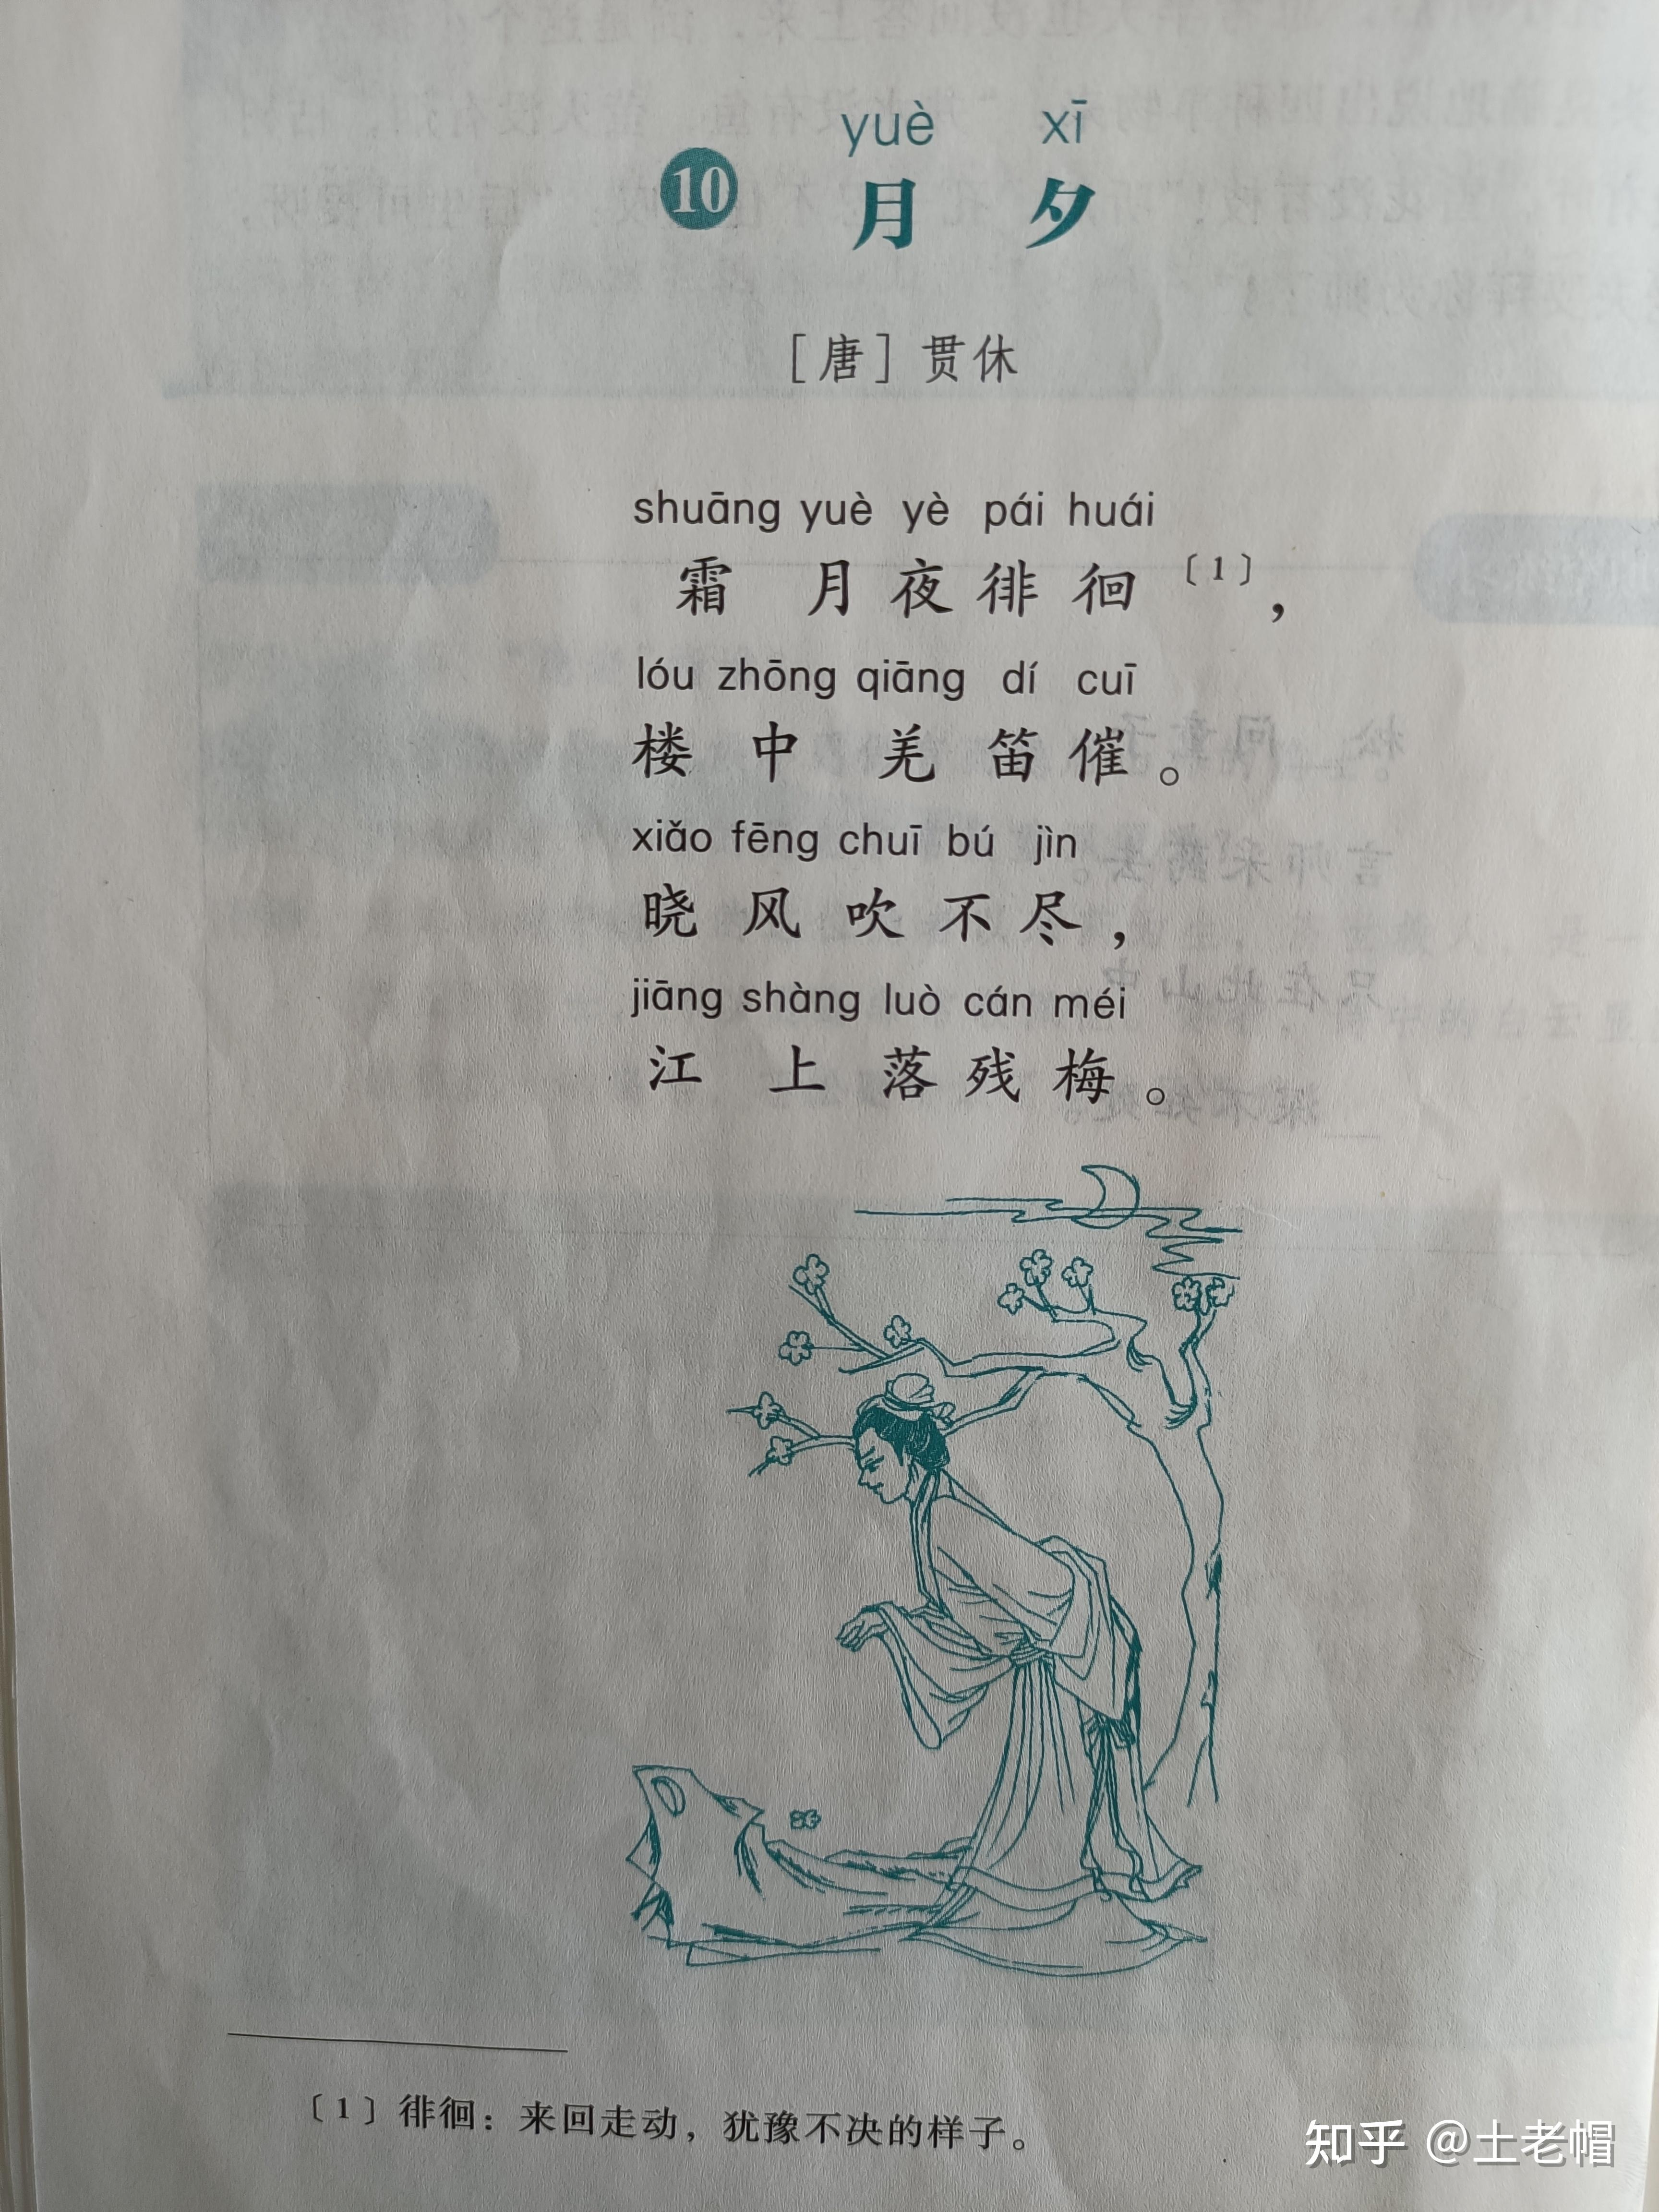 yuè xī
10 月夕
[唐] 贯休
shuāng yuè yè pái huái
霜月夜徘徊〔1〕,
lóu zhōng qiāng dí cuī
楼中羌笛催。
xiǎo fēng chuī bú jìn
晓风吹不尽,
jiāng shàng luò cán méi
江上落残梅。
〔1〕徘徊：来回走动，犹豫不决的样子。
知乎 @土老帽